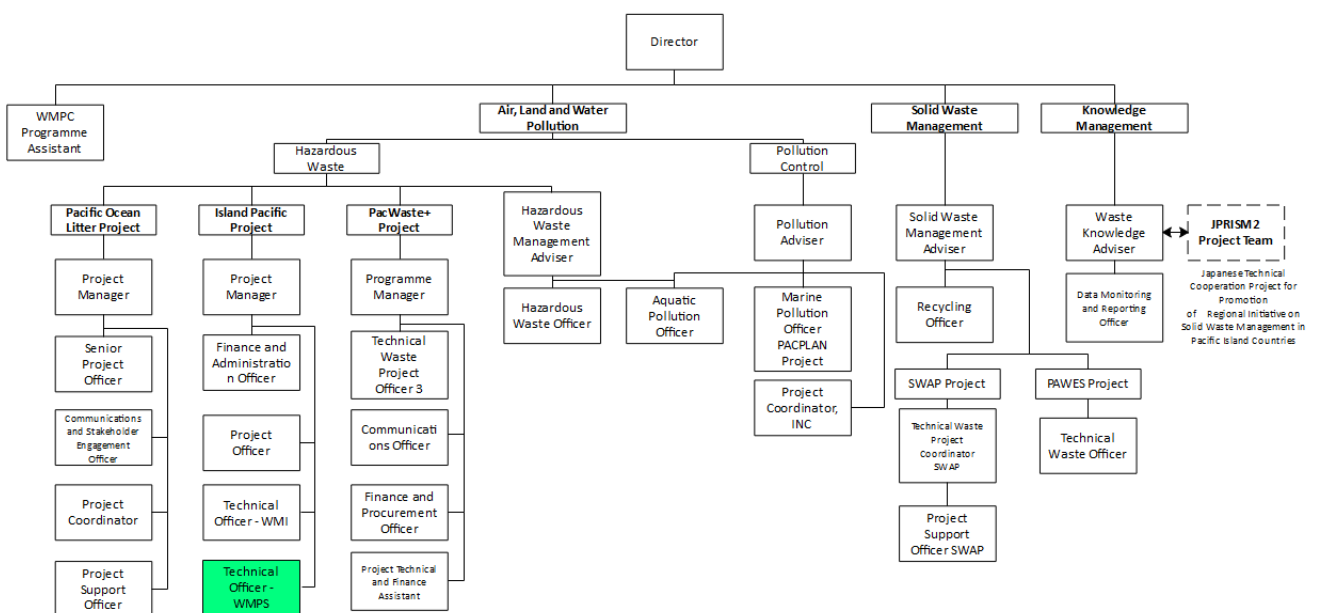 Director
WMPC
Programme
Assistant
Air, Land and Water
Pollution
Solid Waste
Management
Knowledge
Management
Hazardous
Waste
Pollution
Control
Pacific Ocean
Litter Project
Island Pacific
Project
PacWaste+
Project
Hazardous
Waste
Management
Adviser
Pollution
Adviser
Solid Waste
Management
Adviser
Waste
Knowledge
Adviser
JPRISM2
Project Team
Japanese Technical
Cooperation Project for
Promotion
of Regional Initiative on
Solid Waste Management in
Pacific Island Countries
Project
Manager
Project
Manager
Programme
Manager
Hazardous
Waste Officer
Aquatic
Pollution
Officer
Marine
Pollution
Officer
PACPLAN
Project
Recycling
Officer
Data Monitoring
and Reporting
Officer
Senior
Project
Officer
Finance and
Administratio
n Officer
Technical
Waste
Project
Officer 3
Project
Coordinator,
INC
SWAP Project
PAWES Project
Communications
and Stakeholder
Engagement
Officer
Project
Officer
Communicati
ons Officer
Technical Waste
Project
Coordinator
SWAP
Technical
Waste Officer
Project
Coordinator
Technical
Officer - WMI
Finance and
Procurement
Officer
Project
Support
Officer SWAP
Project
Support
Officer
Technical
Officer -
WMPS
Project Technical
and Finance
Assistant